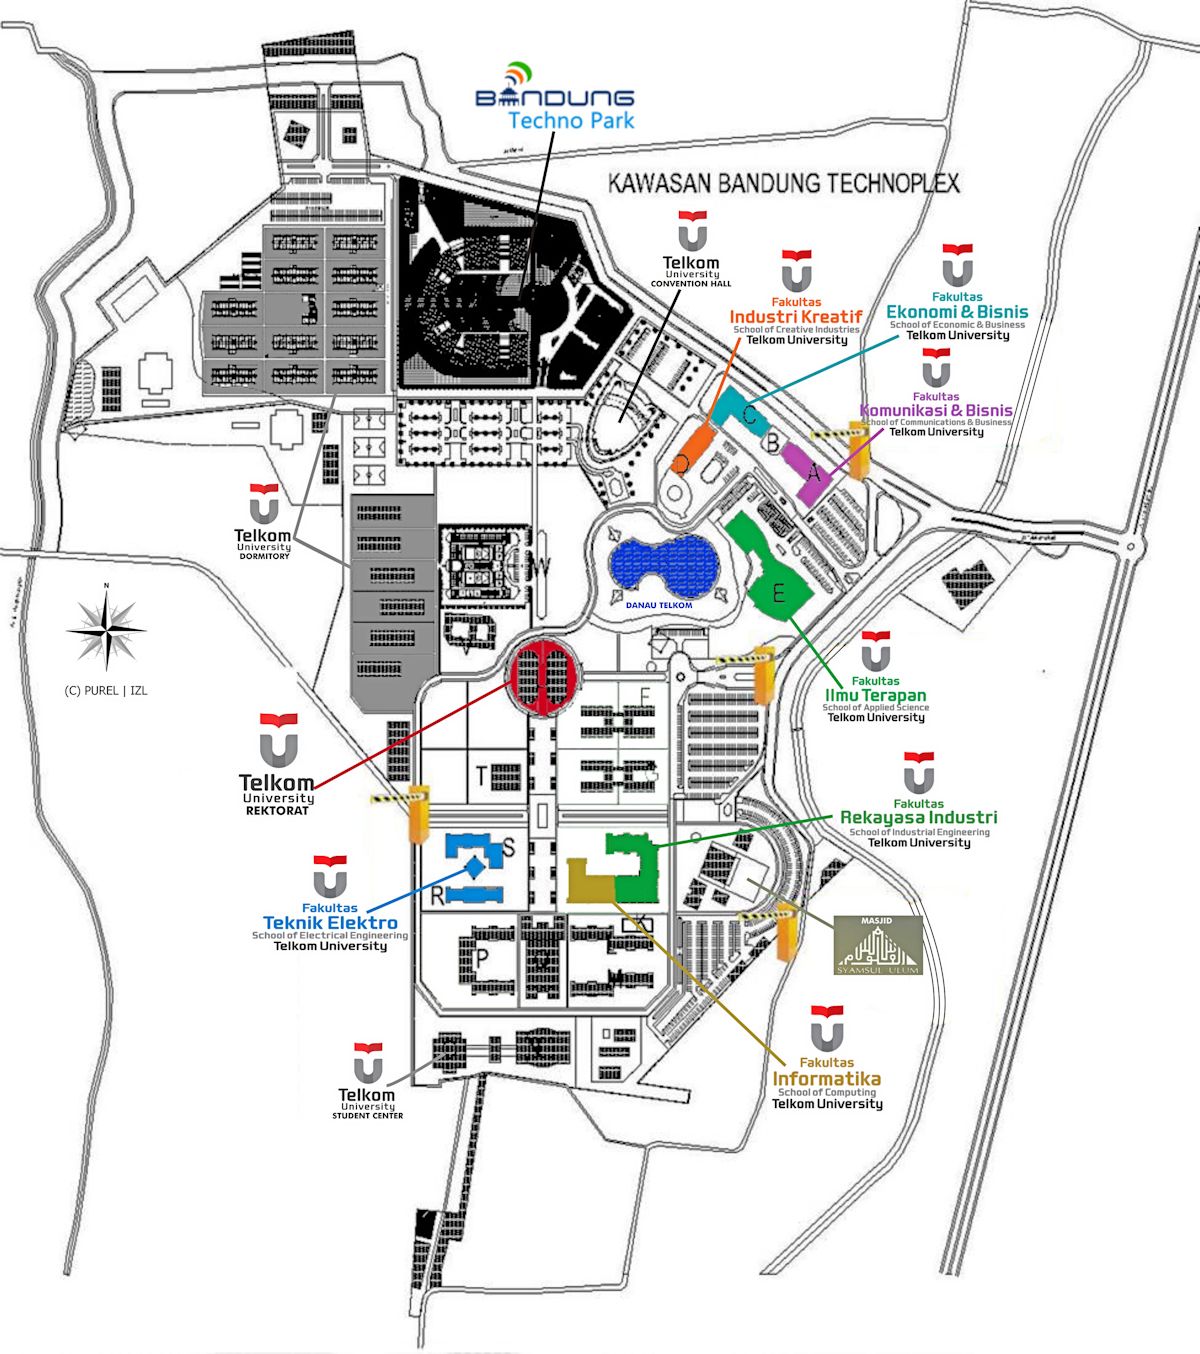 BANDUNG
Techno Park
KAWASAN BANDUNG TECHNOPLEX
Telkom
University
CONVENTION HALL
Fakultas
Industri Kreatif
School of Creative Industries
Telkom University
Fakultas
Ekonomi & Bisnis
School of Economic & Business
Telkom University
Fakultas
Komunikasi & Bisnis
School of Communications & Business
Telkom University
C
B
A
D
Telkom
University
DORMITORY
W
DANAU TELKOM
E
N
(C) PUREL | IZL
Fakultas
Ilmu Terapan
School of Applied Science
Telkom University
F
Telkom
University
REKTORAT
T
G
Fakultas
Rekayasa Industri
School of Industrial Engineering
Telkom University
S
R
Fakultas
Teknik Elektro
School of Electrical Engineering
Telkom University
K
P
L
MASJID
SYAMSUL ULUM
Fakultas
Informatika
School of Computing
Telkom University
Telkom
University
STUDENT CENTER